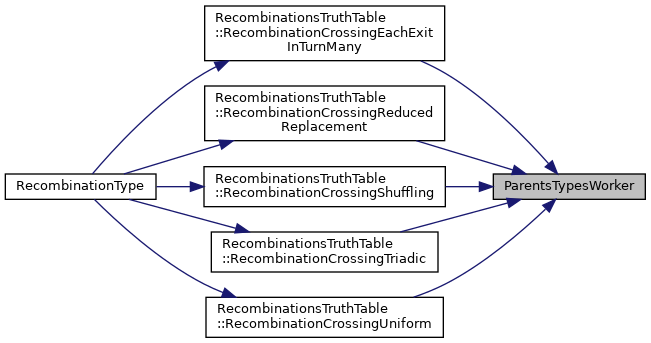 RecombinationsTruthTable
::RecombinationCrossingEachExit
InTurnMany
RecombinationsTruthTable
::RecombinationCrossingReduced
Replacement
RecombinationType
RecombinationsTruthTable
::RecombinationCrossingShuffling
ParentsTypesWorker
RecombinationsTruthTable
::RecombinationCrossingTriadic
RecombinationsTruthTable
::RecombinationCrossingUniform